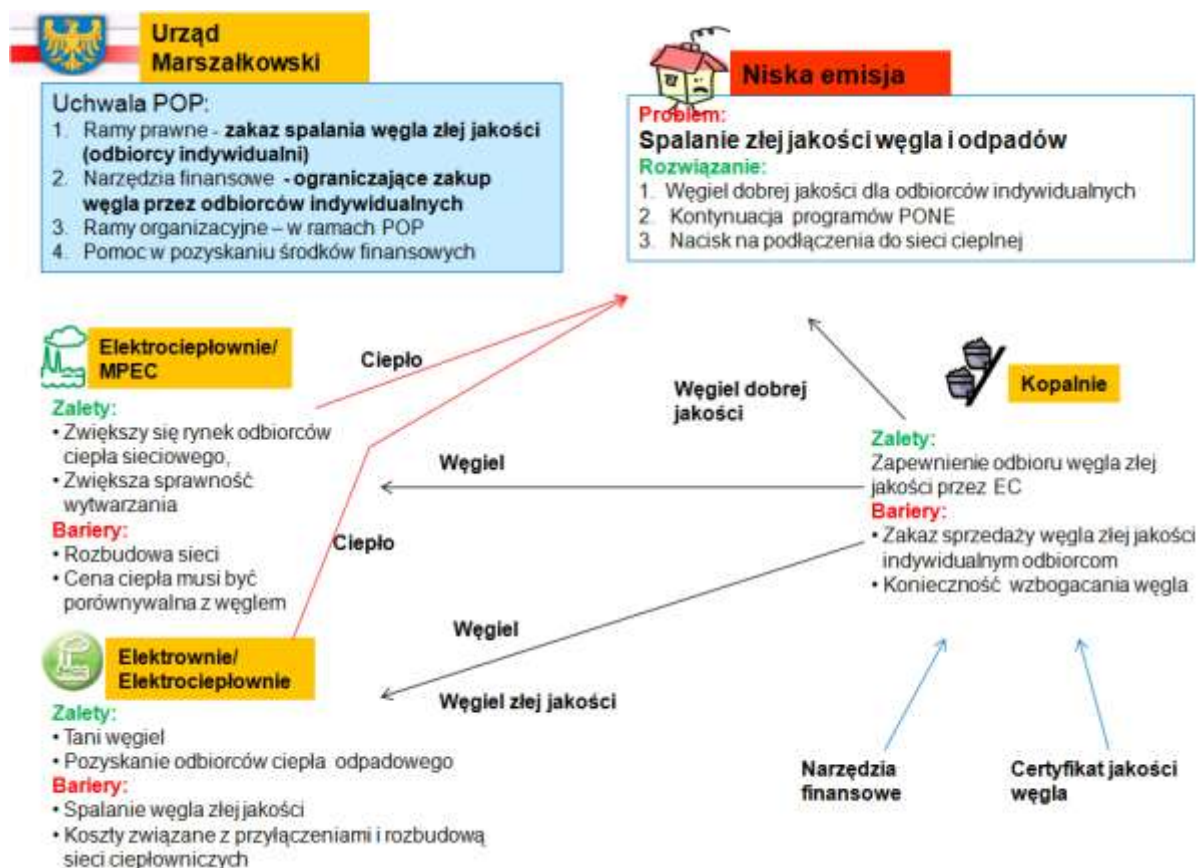 Urząd
Marszałkowski
Uchwala POP:
1. Ramy prawne - zakaz spalania węgla złej jakości
(odbiorcy indywidualni)
2. Narzędzia finansowe - ograniczające zakup
węgla przez odbiorców indywidualnych
3. Ramy organizacyjne – w ramach POP
4. Pomoc w pozyskaniu środków finansowych
Niska emisja
Problem:
Spalanie złej jakości węgla i odpadów
Rozwiązanie:
1. Węgiel dobrej jakości dla odbiorców indywidualnych
2. Kontynuacja programów PONE
3. Nacisk na podłączenia do sieci cieplnej
Elektrociepłownie/
MPEC
Zalety:
• Zwiększy się rynek odbiorców
ciepła sieciowego,
• Zwiększa sprawność
wytwarzania
Bariery:
• Rozbudowa sieci
• Cena ciepła musi być
porównywalna z węglem
Ciepło
Ciepło
Węgiel dobrej
jakości
Węgiel
Węgiel
Węgiel złej jakości
Kopalnie
Zalety:
Zapewnienie odbioru węgla złej
jakości przez EC
Bariery:
• Zakaz sprzedaży węgla złej jakości
indywidualnym odbiorcom
• Konieczność wzbogacania węgla
Elektrownie/
Elektrociepłownie
Zalety:
• Tani węgiel
• Pozyskanie odbiorców ciepła odpadowego
Bariery:
• Spalanie węgla złej jakości
• Koszty związane z przyłączeniami i rozbudową
sieci ciepłowniczych
Narzędzia
finansowe
Certyfikat jakości
węgla